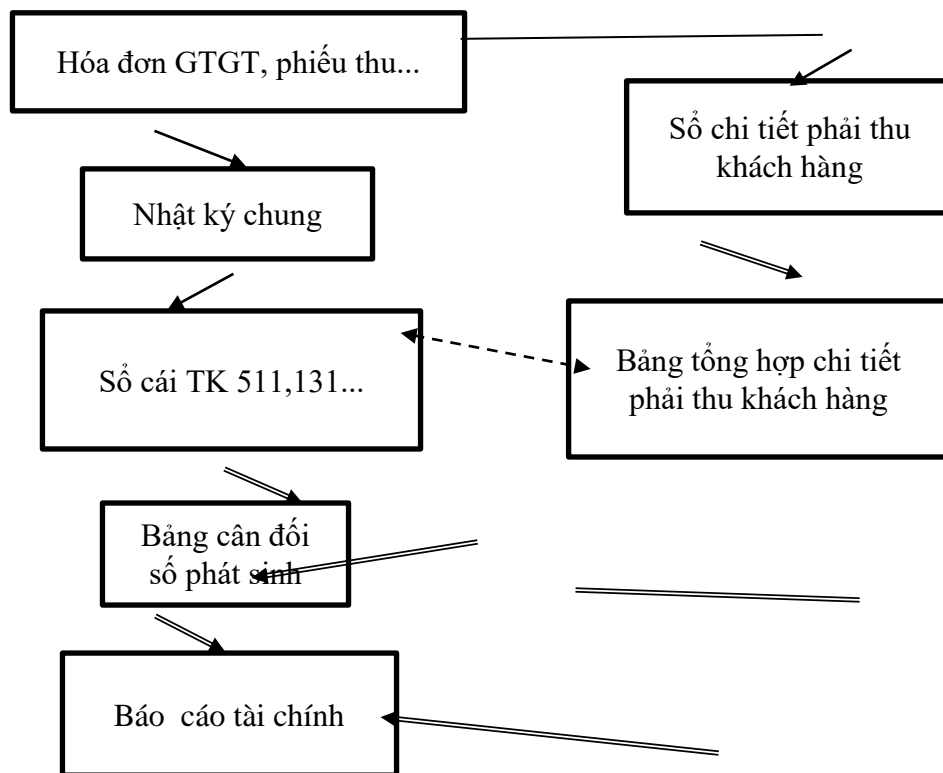 Hóa đơn GTGT, phiếu thu...
Sổ chi tiết phải thu
khách hàng
Nhật ký chung
Sổ cái TK 511,131...
Bảng tổng hợp chi tiết
phải thu khách hàng
Bảng cân đối
số phát sinh
Báo cáo tài chính